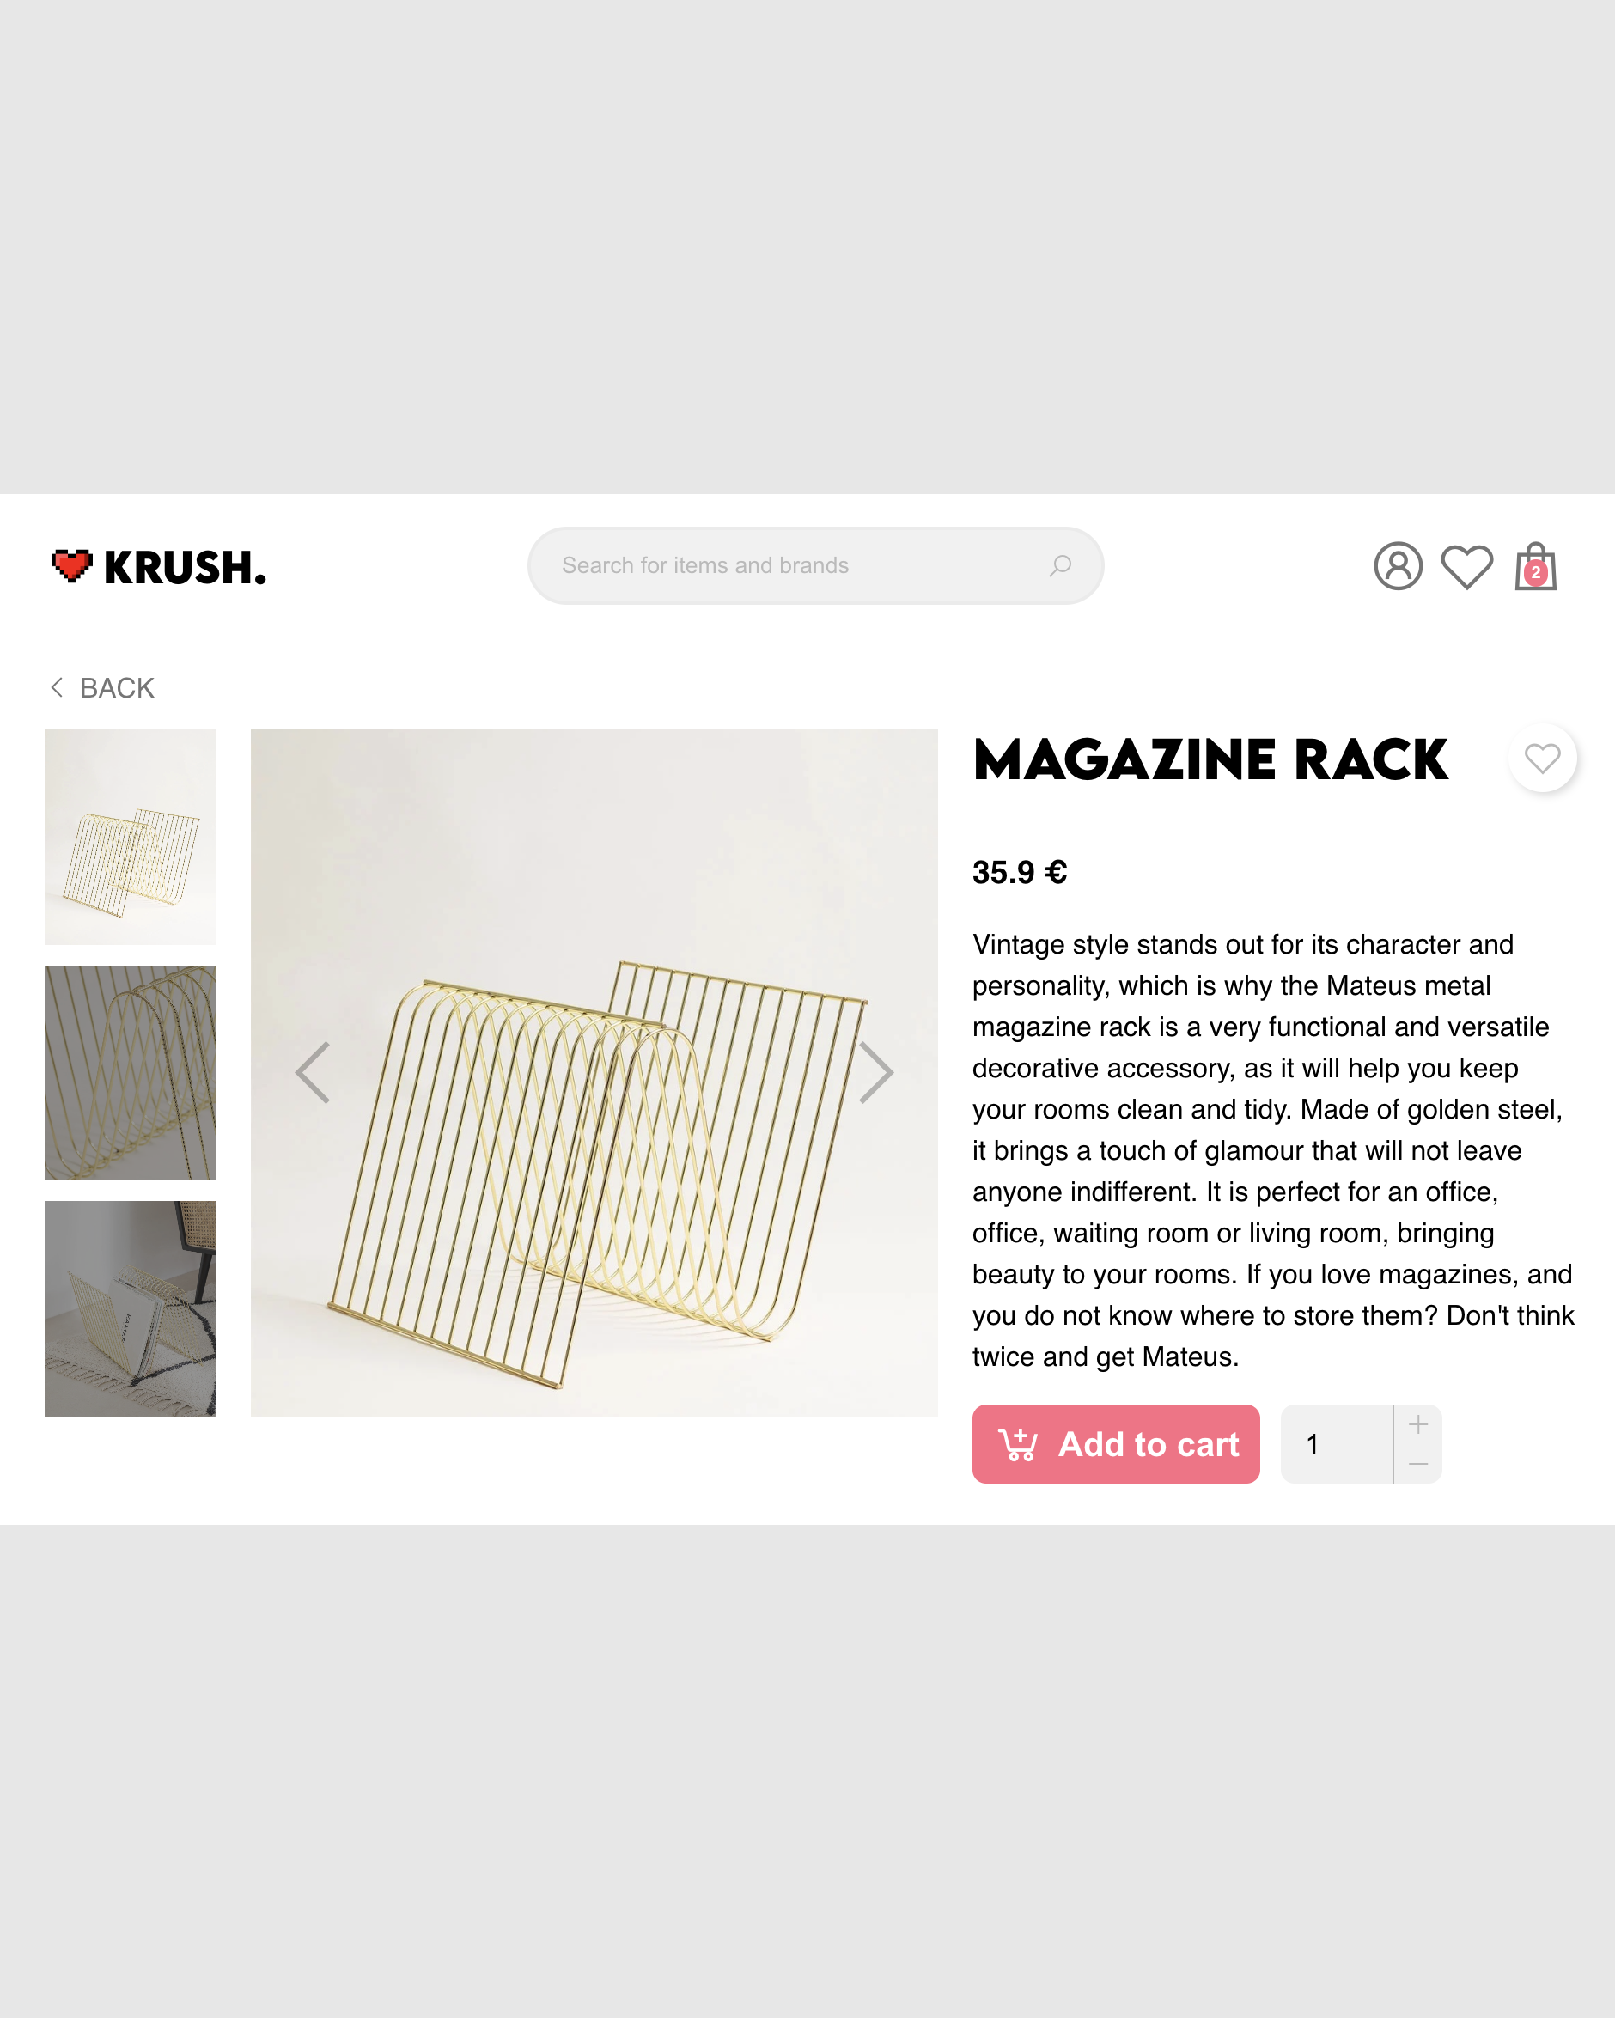 KRUSH.
Search for items and brands
2
BACK
MAGAZINE RACK
35.9 €
Vintage style stands out for its character and
personality, which is why the Mateus metal
magazine rack is a very functional and versatile
decorative accessory, as it will help you keep
your rooms clean and tidy. Made of golden steel,
it brings a touch of glamour that will not leave
anyone indifferent. It is perfect for an office,
office, waiting room or living room, bringing
beauty to your rooms. If you love magazines, and
you do not know where to store them? Don't think
twice and get Mateus.
Add to cart
1